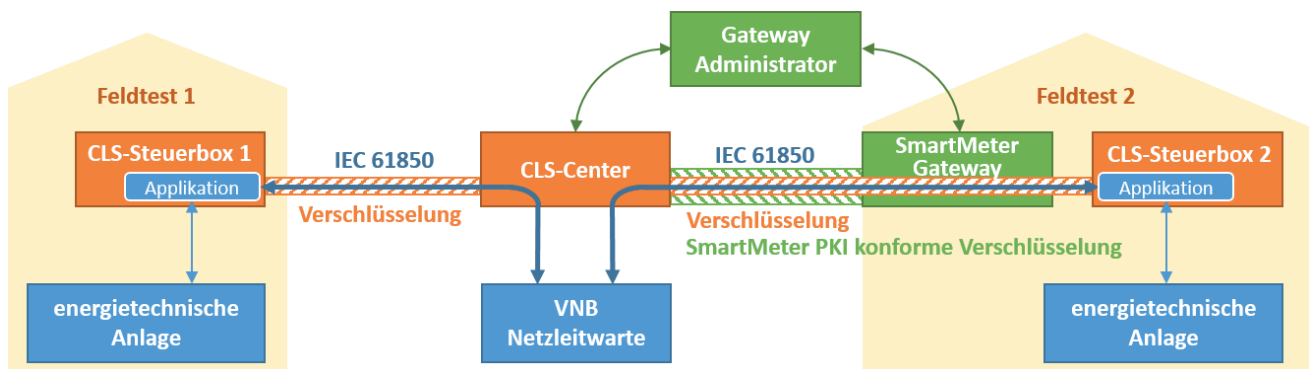 Gateway
Administrator
Feldtest 1
Feldtest 2
CLS-Steuerbox 1
Applikation
IEC 61850
Verschlüsselung
CLS-Center
IEC 61850
SmartMeter
Gateway
CLS-Steuerbox 2
Applikation
Verschlüsselung
SmartMeter PKI konforme Verschlüsselung
energietechnische
Anlage
VNB
Netzleitwarte
energietechnische
Anlage